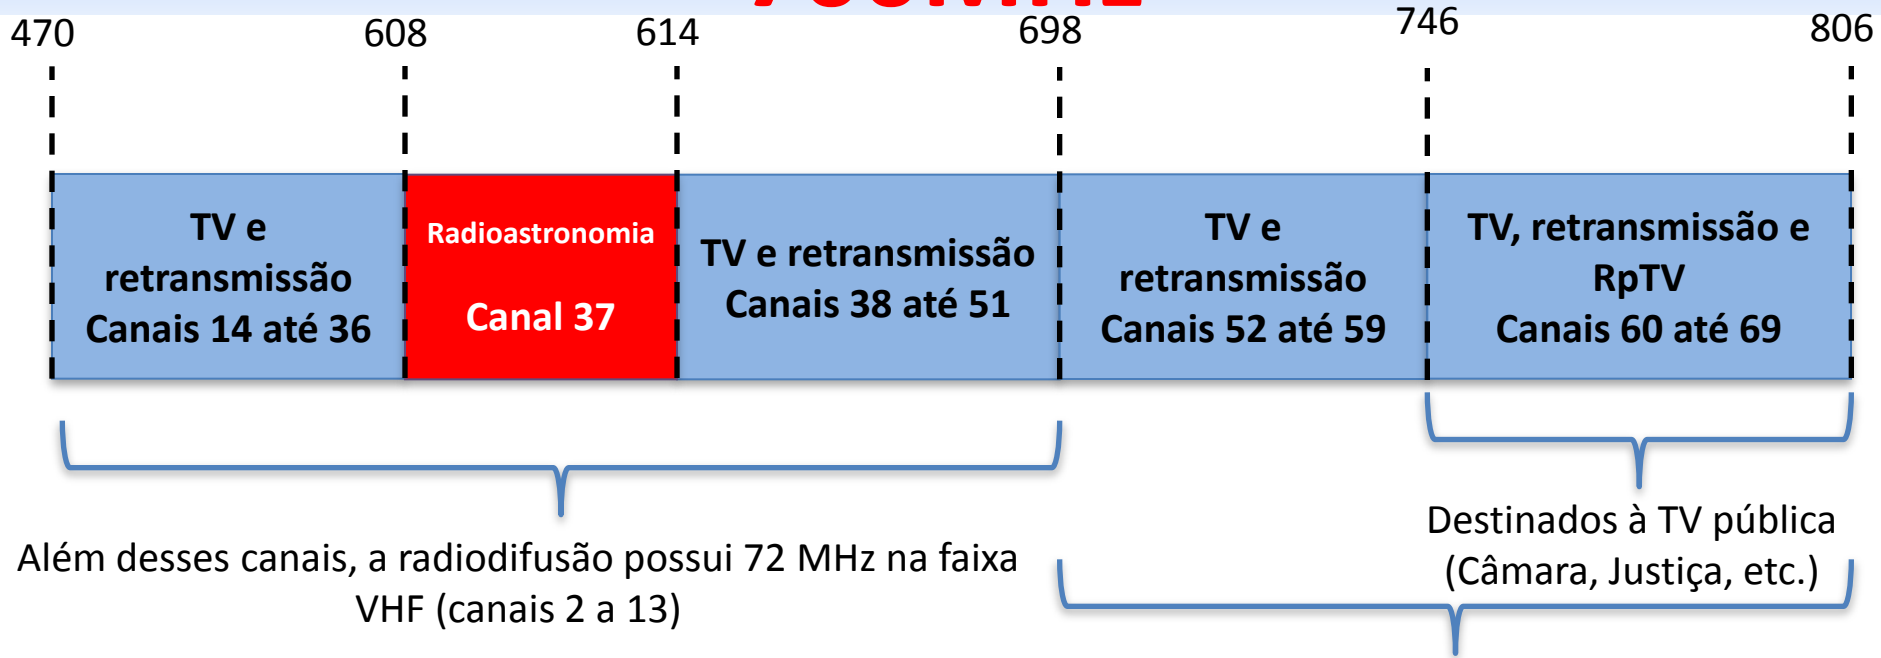 470
608
614
698
746
806
TV e
retransmissão
Canais 14 até 36
Radioastronomia
Canal 37
TV e retransmissão
Canais 38 até 51
TV e
retransmissão
Canais 52 até 59
TV, retransmissão e
RpTV
Canais 60 até 69
Além desses canais, a radiodifusão possui 72 MHz na faixa
VHF (canais 2 a 13)
Destinados à TV pública
(Câmara, Justiça, etc.)